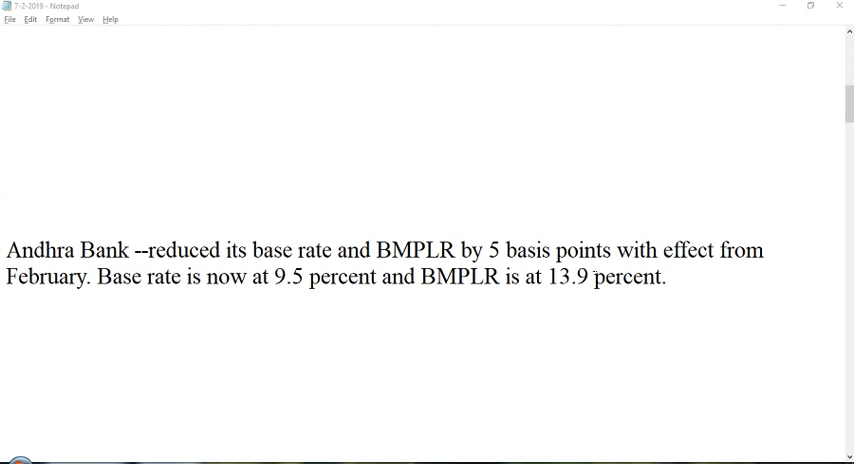 7-2-2019 - Notepad
File Edit Format View Help
Andhra Bank --reduced its base rate and BMPLR by 5 basis points with effect from
February. Base rate is now at 9.5 percent and BMPLR is at 13.9 percent.